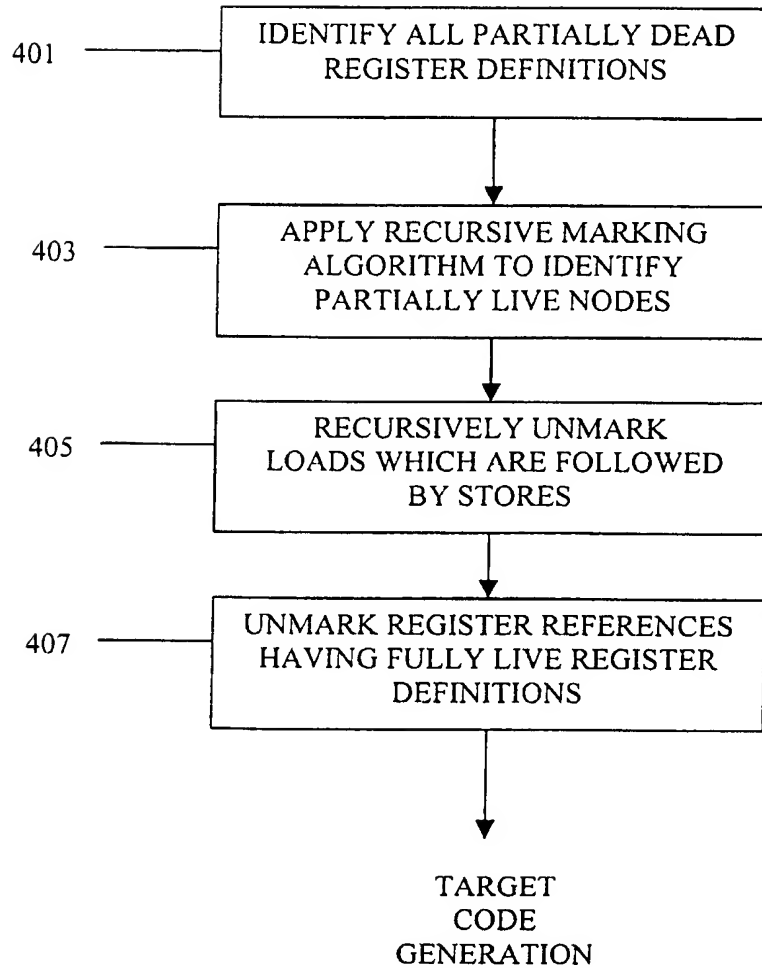 401
IDENTIFY ALL PARTIALLY DEAD
REGISTER DEFINITIONS
403
APPLY RECURSIVE MARKING
ALGORITHM TO IDENTIFY
PARTIALLY LIVE NODES
405
RECURSIVELY UNMARK
LOADS WHICH ARE FOLLOWED
BY STORES
407
UNMARK REGISTER REFERENCES
HAVING FULLY LIVE REGISTER
DEFINITIONS
TARGET
CODE
GENERATION